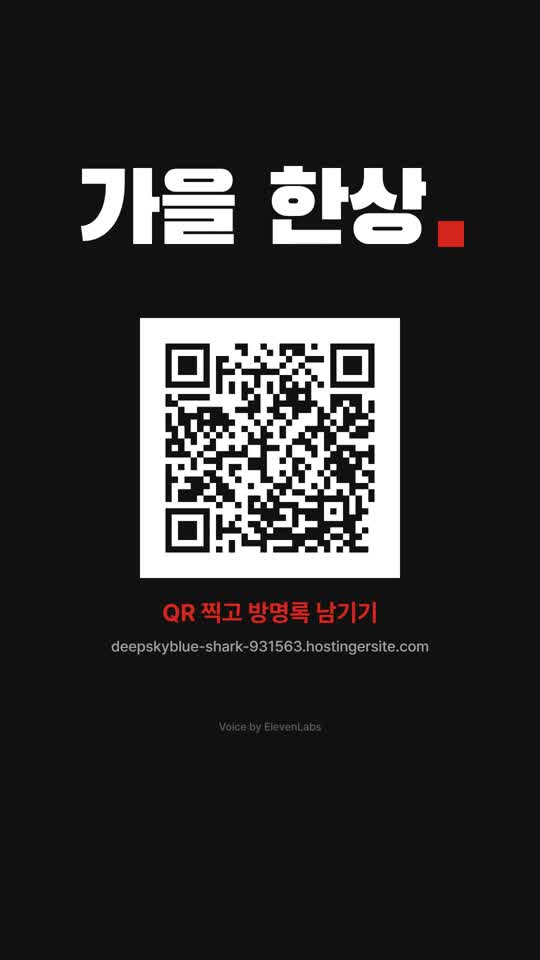 가을 한상.
QR 찍고 방명록 남기기
deepskyblue-shark-931563.hostingersite.com
Voice by ElevenLabs